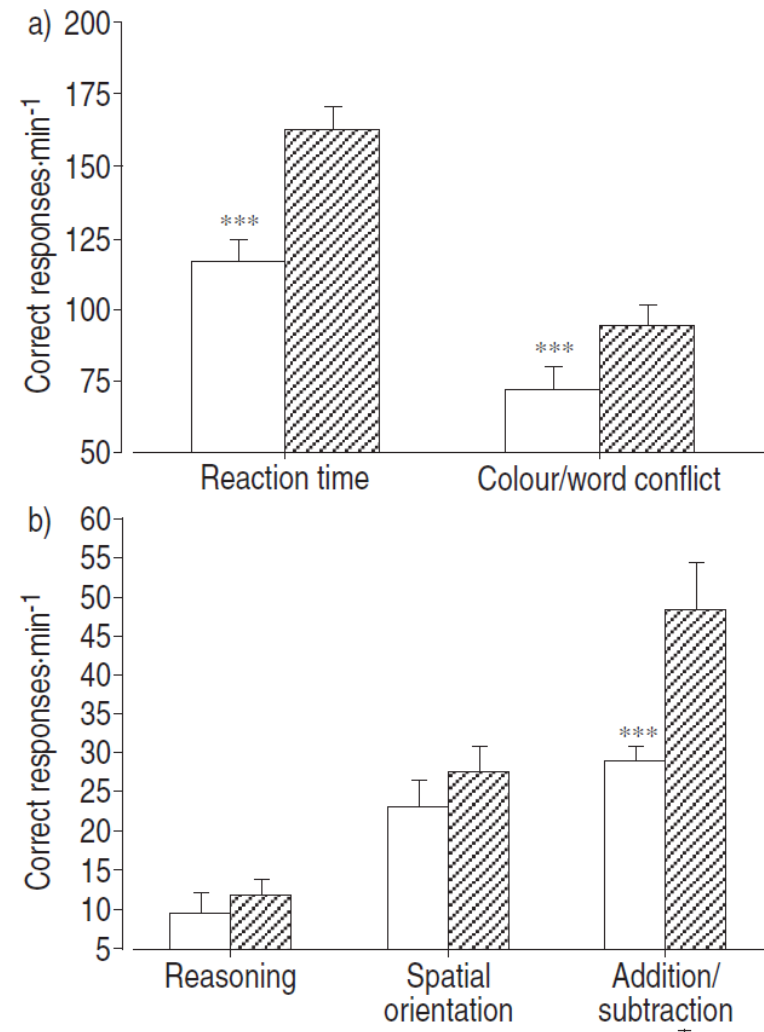 a)
200
175
150
125
100
75
50
Correct responses·min-1
***
***
Reaction time
Colour/word conflict
b)
60
55
50
45
40
35
30
25
20
15
10
5
Correct responses·min-1
***
Reasoning
Spatial
orientation
Addition/
subtraction